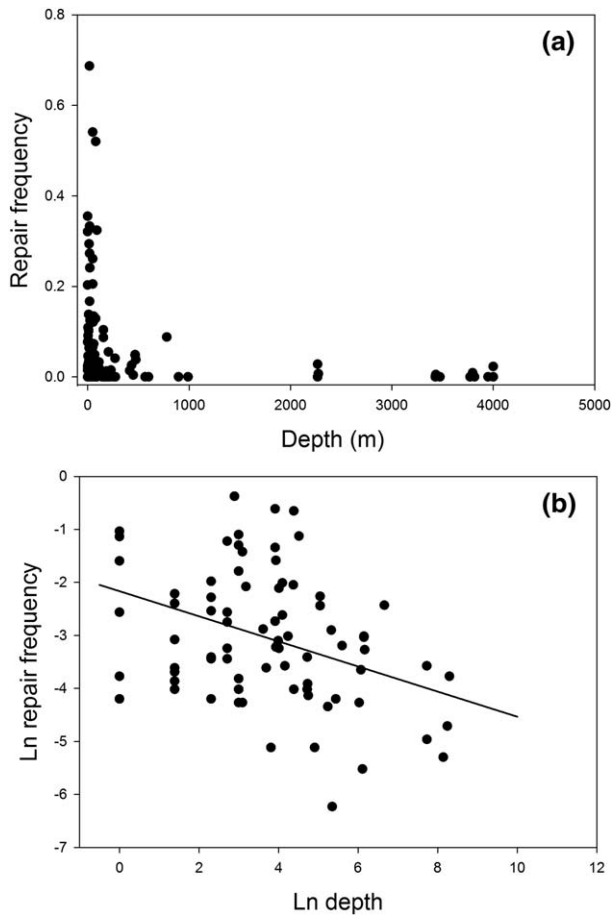 (a)
Repair frequency
0.8
0.6
0.4
0.2
0.0
0 1000 2000 3000 4000 5000
Depth (m)
(b)
Ln repair frequency
0
-1
-2
-3
-4
-5
-6
-7
0 2 4 6 8 10 12
Ln depth